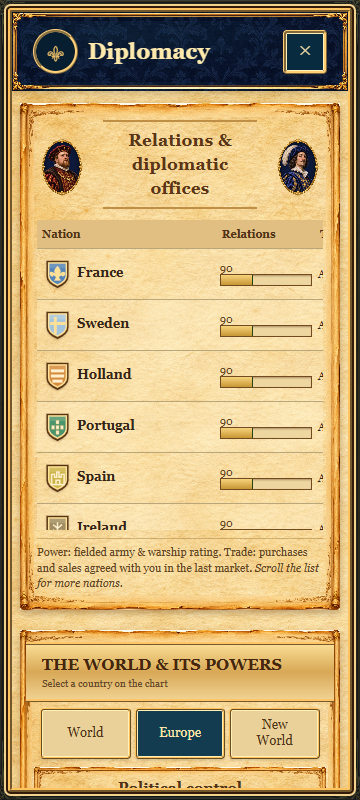 Diplomacy
×
Relations &
diplomatic
offices
Nation Relations
France 90
Sweden 90
Holland 90
Portugal 90
Spain 90
Ireland 90
Power: fielded army & warship rating. Trade: purchases
and sales agreed with you in the last market. Scroll the list
for more nations.
THE WORLD & ITS POWERS
Select a country on the chart
World Europe New
World
Political control